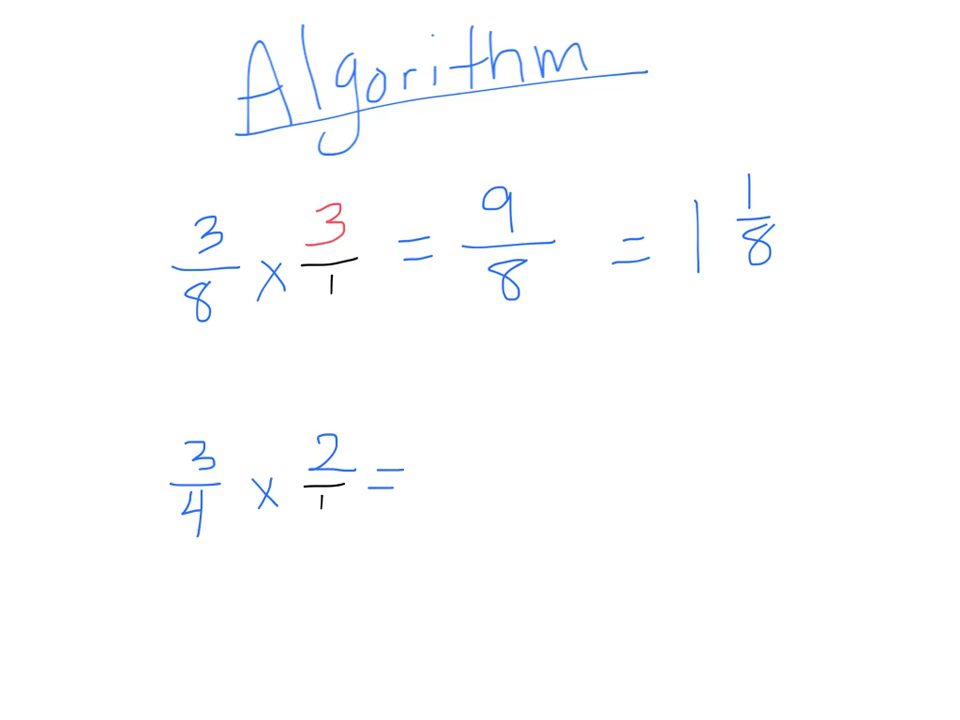 Algorithm
3/8 x 3/1 = 9/8 = 1 1/8
3/4 x 2/1 =